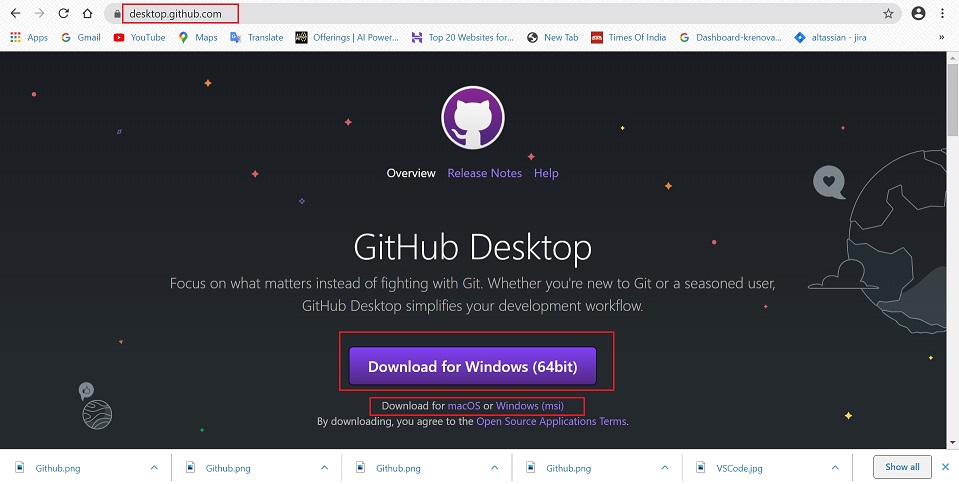 desktop.github.com
Apps Gmail YouTube Maps Translate Offerings | AI Power... Top 20 Websites for... New Tab Times Of India Dashboard-krenova... altassian - jira »
Overview Release Notes Help
GitHub Desktop
Focus on what matters instead of fighting with Git. Whether you're new to Git or a seasoned user,
GitHub Desktop simplifies your development workflow.
Download for Windows (64bit)
Download for macOS or Windows (msi)
By downloading, you agree to the Open Source Applications Terms.
Github.png Github.png Github.png Github.png VSCode.jpg Show all